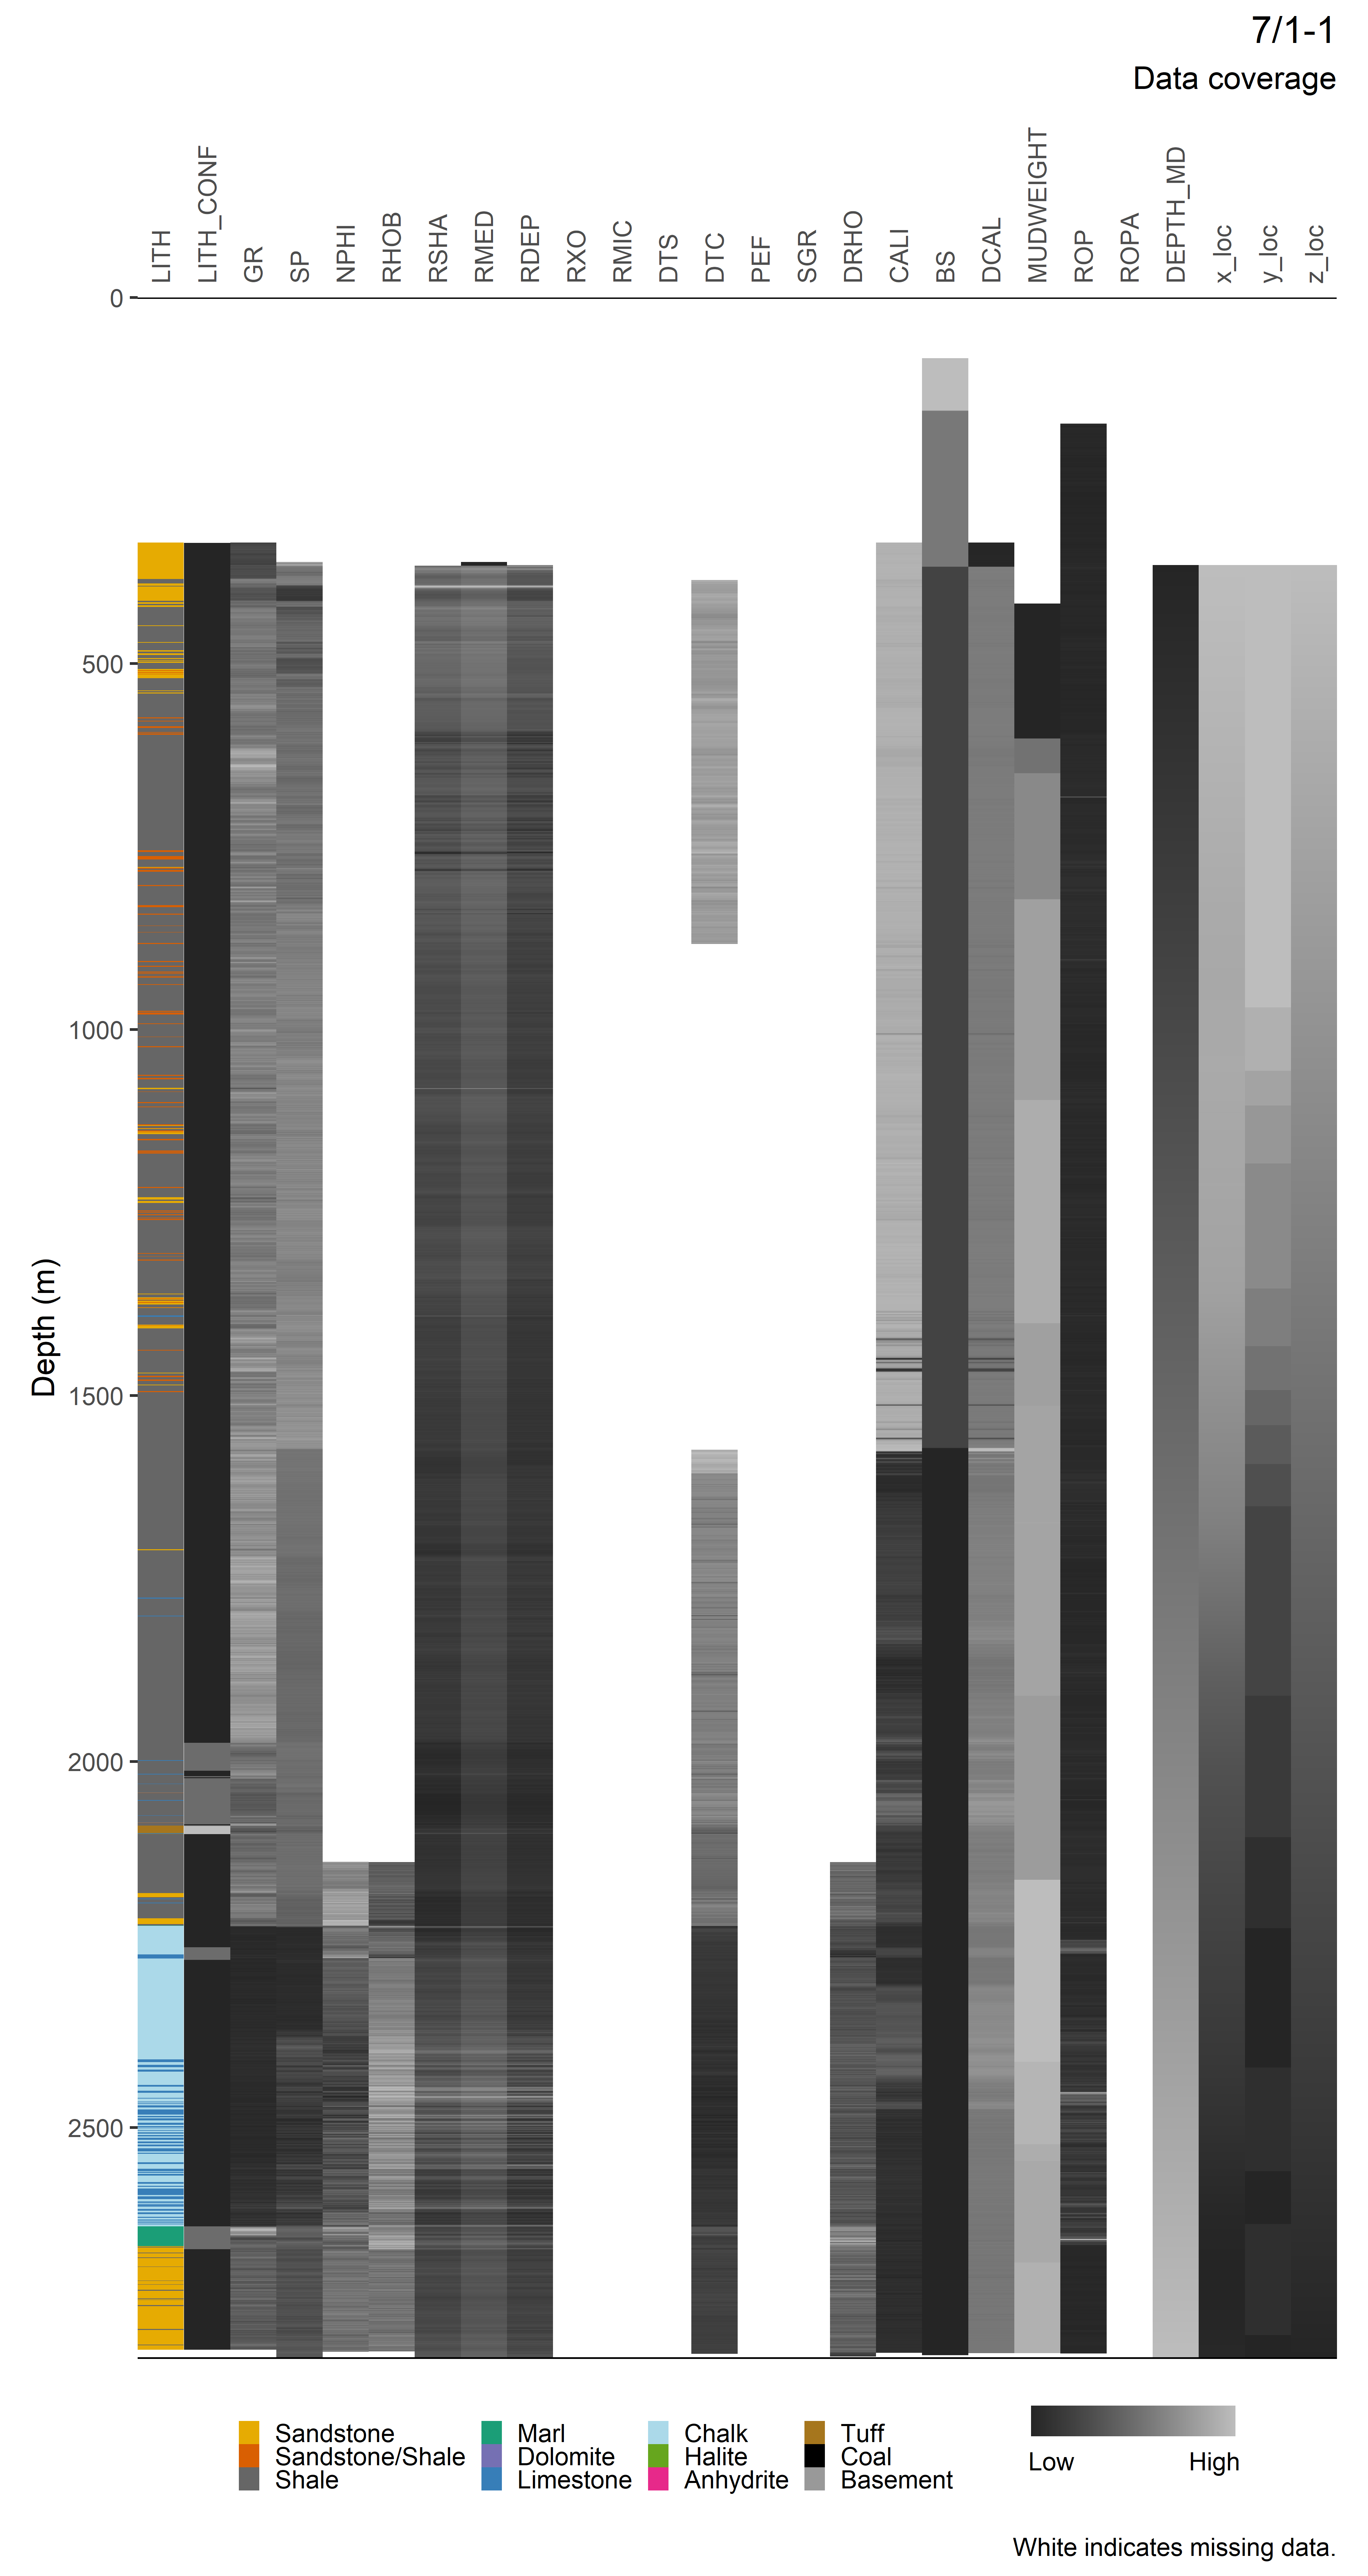 7/1-1
Data coverage
LITH
LITH_CONF
GR
SP
NPHI
RHOB
RSHA
RMED
RDEP
RXO
RMIC
DTS
DTC
PEF
SGR
DRHO
CALI
BS
DCAL
MUDWEIGHT
ROP
ROPA
DEPTH_MD
x_loc
y_loc
z_loc
0
500
1000
Depth (m)
1500
2000
2500
Sandstone
Sandstone/Shale
Shale
Marl
Dolomite
Limestone
Chalk
Halite
Anhydrite
Tuff
Coal
Basement
Low High
White indicates missing data.